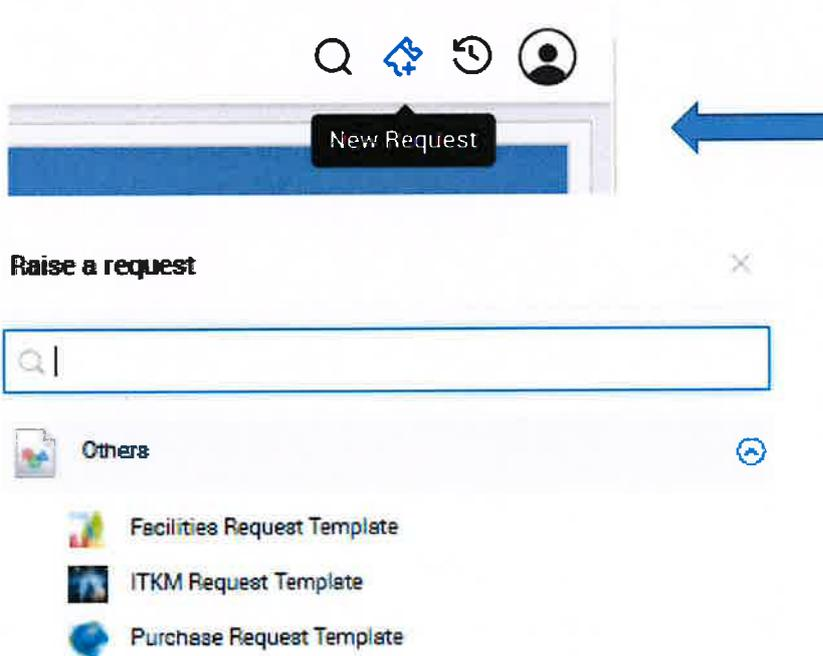 New Request
Raise a request
Others
Facilities Request Template
ITKM Request Template
Purchase Request Template